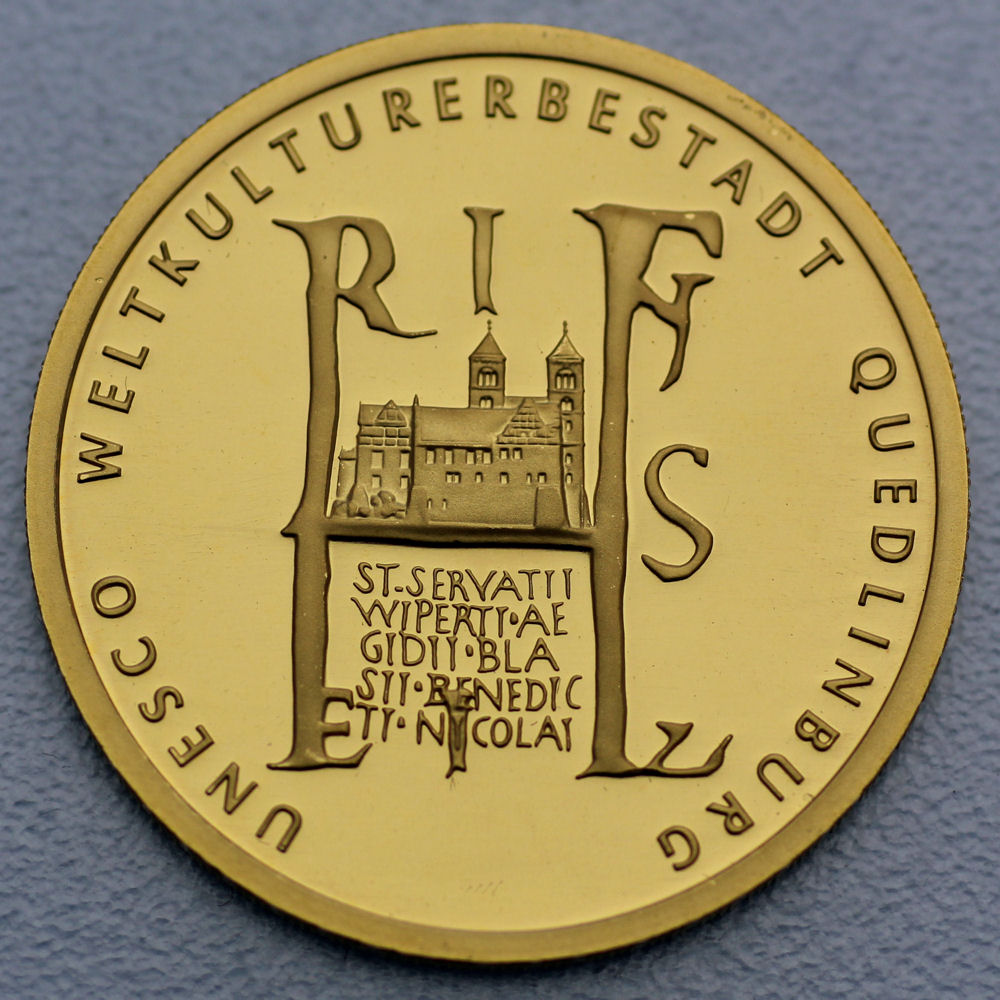 UNESCO WELTKULTURERBESTADT QUEDLINBURG
ST·SERVATII
WIPERTI·AE
GIDII·BLA
SII·BENEDIC
TI·NICOLAI